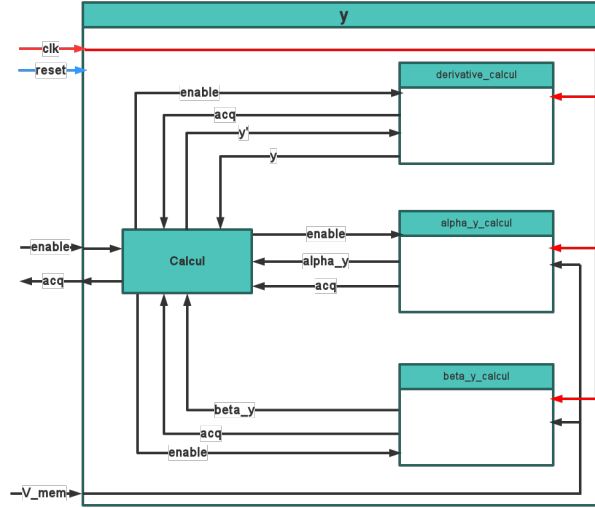 y
clk
reset
derivative_calcul
enable
acq
y'
y
enable
Calcul
acq
enable
alpha_y
acq
alpha_y_calcul
beta_y_calcul
beta_y
acq
enable
V_mem